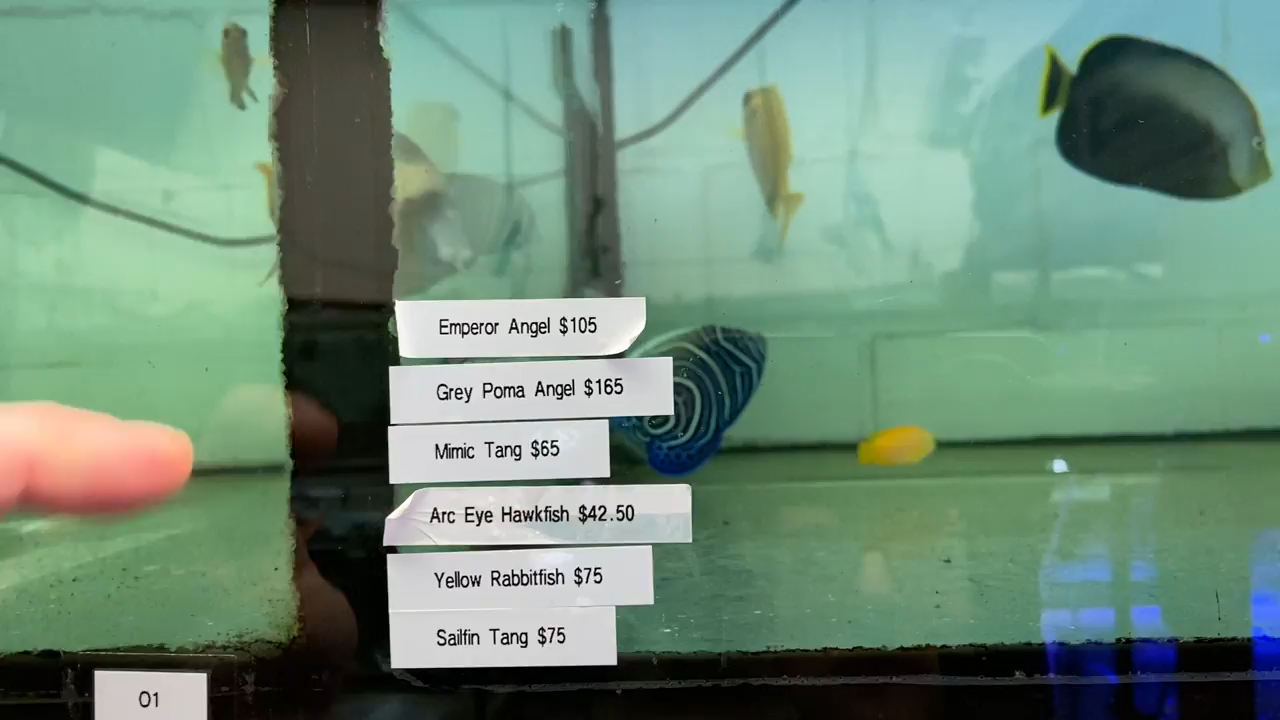 Emperor Angel $105
Grey Poma Angel $165
Mimic Tang $65
Arc Eye Hawkfish $42.50
Yellow Rabbitfish $75
Sailfin Tang $75
01